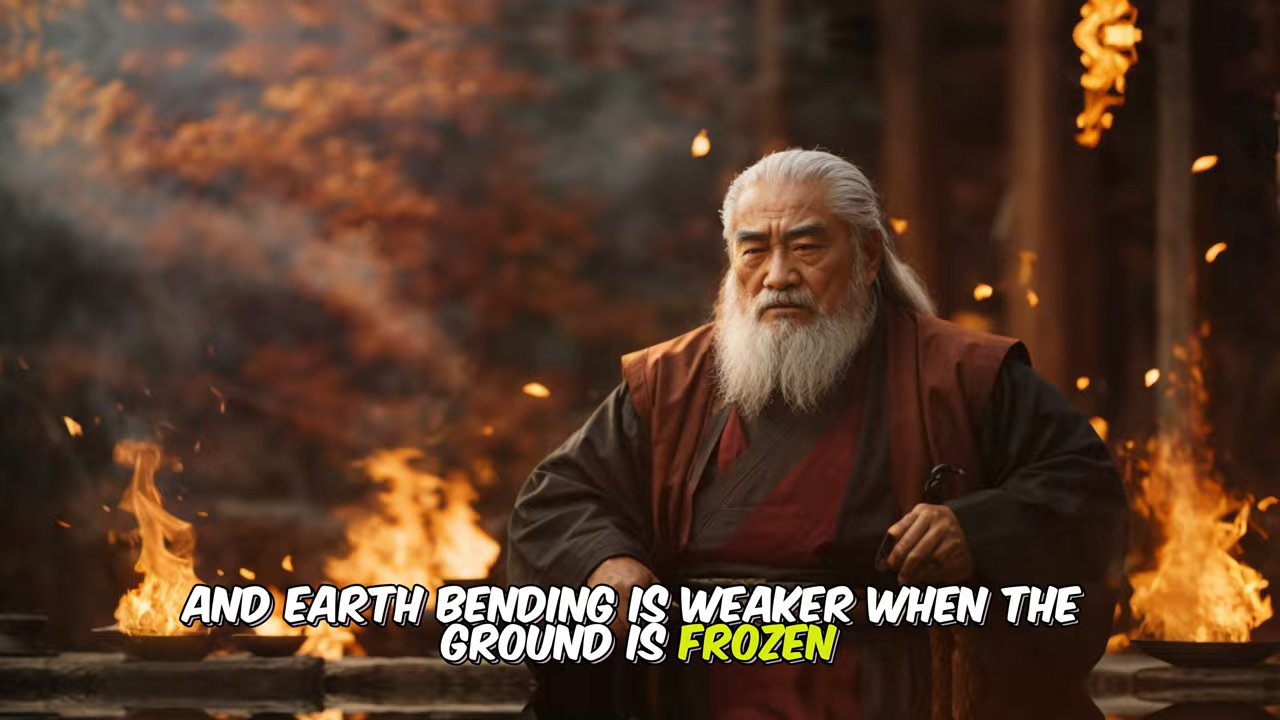 AND EARTH BENDING IS WEAKER WHEN THE
GROUND IS FROZEN